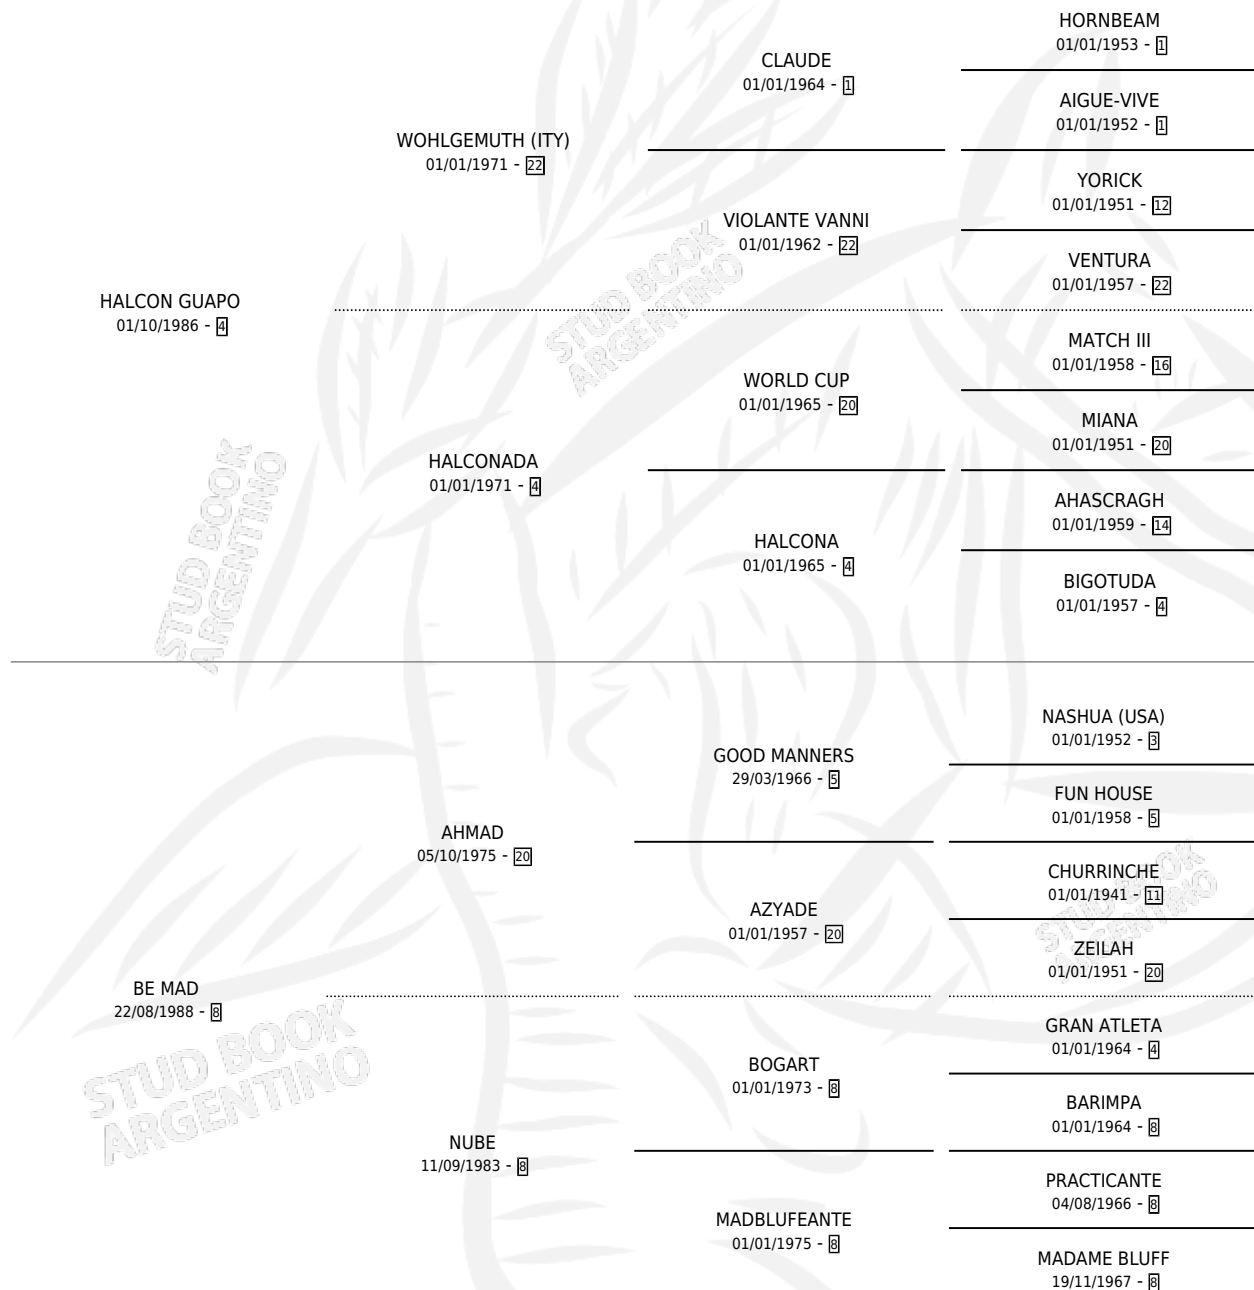 HORNBEAM
01/01/1953 - 1
CLAUDE
01/01/1964 - 1
AIGUE-VIVE
01/01/1952 - 1
WOHLGEMUTH (ITY)
01/01/1971 - 22
YORICK
01/01/1951 - 12
VIOLANTE VANNI
01/01/1962 - 22
VENTURA
01/01/1957 - 22
STUD BOOK
ARGENTINO
HALCON GUAPO
01/10/1986 - 4
MATCH III
01/01/1958 - 16
WORLD CUP
01/01/1965 - 20
MIANA
01/01/1951 - 20
HALCONADA
01/01/1971 - 4
AHASCRAGH
01/01/1959 - 14
HALCONA
01/01/1965 - 4
BIGOTUDA
01/01/1957 - 4
STUD BOOK
ARGENTINO
NASHUA (USA)
01/01/1952 - 3
GOOD MANNERS
29/03/1966 - 5
FUN HOUSE
01/01/1958 - 5
AHMAD
05/10/1975 - 20
CHURRINCHE
01/01/1941 - 11
AZYADE
01/01/1957 - 20
ZEILAH
01/01/1951 - 20
STUD BOOK
ARGENTINO
BE MAD
22/08/1988 - 8
GRAN ATLETA
01/01/1964 - 4
BOGART
01/01/1973 - 8
BARIMPA
01/01/1964 - 8
STUD BOOK
ARGENTINO
NUBE
11/09/1983 - 8
PRACTICANTE
04/08/1966 - 8
MADBLUFEANTE
01/01/1975 - 8
MADAME BLUFF
19/11/1967 - 8